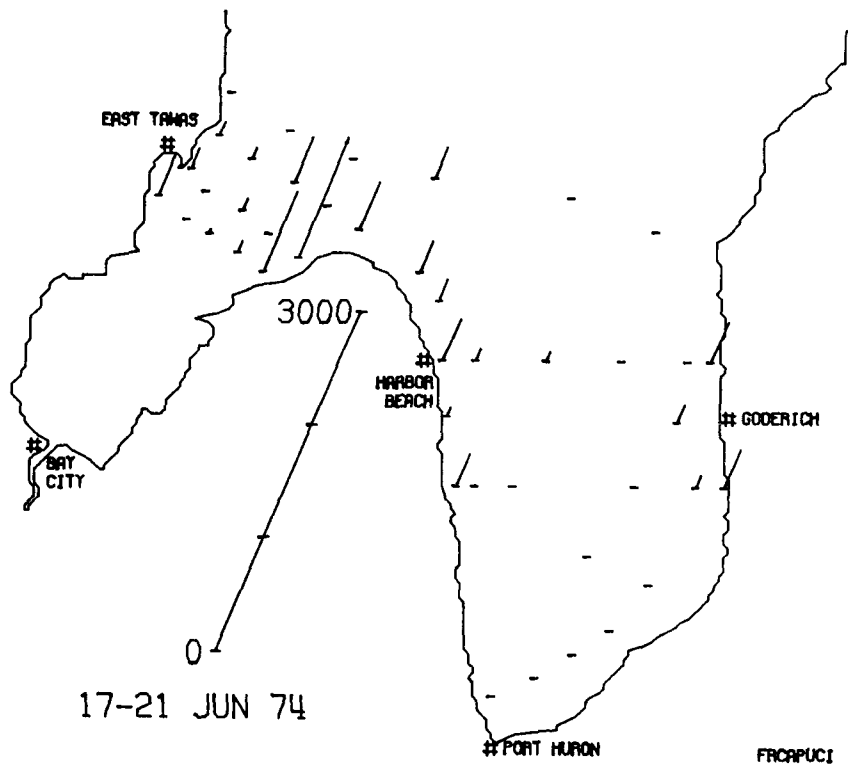 EAST TAWAS
3000
HARBOR
BEACH
GODERICH
BAY
CITY
0
17-21 JUN 74
PORT HURON
FRCAPUCI